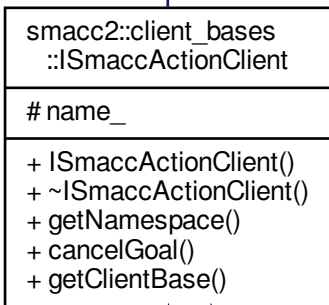 smacc2::client_bases
::ISmaccActionClient
# name_
+ ISmaccActionClient()
+ ~ISmaccActionClient()
+ getNamespace()
+ cancelGoal()
+ getClientBase()